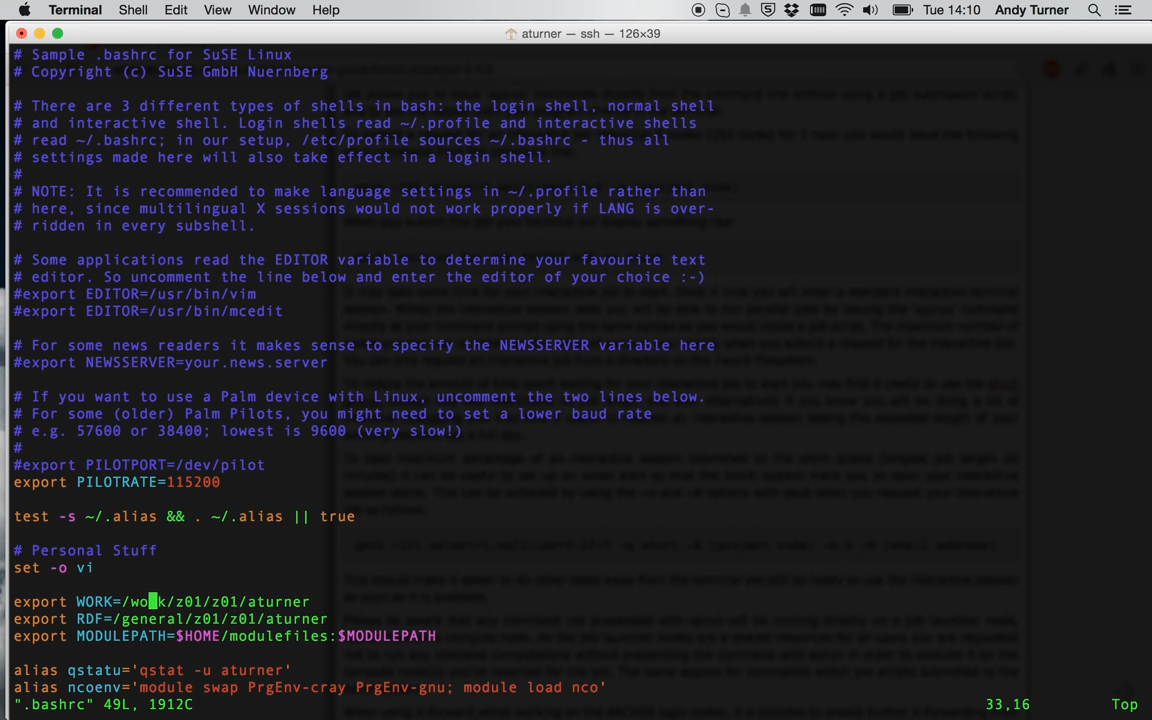 Terminal Shell Edit View Window Help Tue 14:10 Andy Turner
aturner — ssh — 126×39
# Sample .bashrc for SuSE Linux
# Copyright (c) SuSE GmbH Nuernberg
# There are 3 different types of shells in bash: the login shell, normal shell
# and interactive shell. Login shells read ~/.profile and interactive shells
# read ~/.bashrc; in our setup, /etc/profile sources ~/.bashrc - thus all
# settings made here will also take effect in a login shell.
#
# NOTE: It is recommended to make language settings in ~/.profile rather than
# here, since multilingual X sessions would not work properly if LANG is over-
# ridden in every subshell.
# Some applications read the EDITOR variable to determine your favourite text
# editor. So uncomment the line below and enter the editor of your choice :-)
#export EDITOR=/usr/bin/vim
#export EDITOR=/usr/bin/mcedit
# For some news readers it makes sense to specify the NEWSSERVER variable here
#export NEWSSERVER=your.news.server
# If you want to use a Palm device with Linux, uncomment the two lines below.
# For some (older) Palm Pilots, you might need to set a lower baud rate
# e.g. 57600 or 38400; lowest is 9600 (very slow!)
#
#export PILOTPORT=/dev/pilot
export PILOTRATE=115200
test -s ~/.alias && . ~/.alias || true
# Personal Stuff
set -o vi
export WORK=/work/z01/z01/aturner
export RDF=/general/z01/z01/aturner
export MODULEPATH=$HOME/modulefiles:$MODULEPATH
alias qstatu='qstat -u aturner'
alias ncoenv='module swap PrgEnv-cray PrgEnv-gnu; module load nco'
".bashrc" 49L, 1912C 33,16 Top